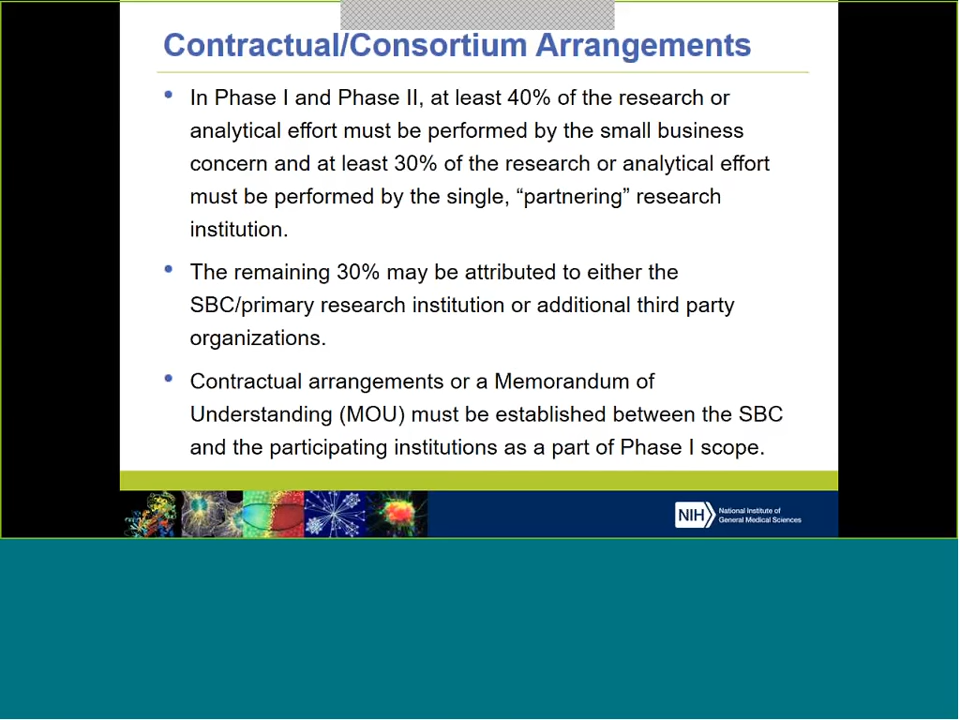 Contractual/Consortium Arrangements
• In Phase I and Phase II, at least 40% of the research or
analytical effort must be performed by the small business
concern and at least 30% of the research or analytical effort
must be performed by the single, “partnering” research
institution.
• The remaining 30% may be attributed to either the
SBC/primary research institution or additional third party
organizations.
• Contractual arrangements or a Memorandum of
Understanding (MOU) must be established between the SBC
and the participating institutions as a part of Phase I scope.
NIH
National Institute of
General Medical Sciences